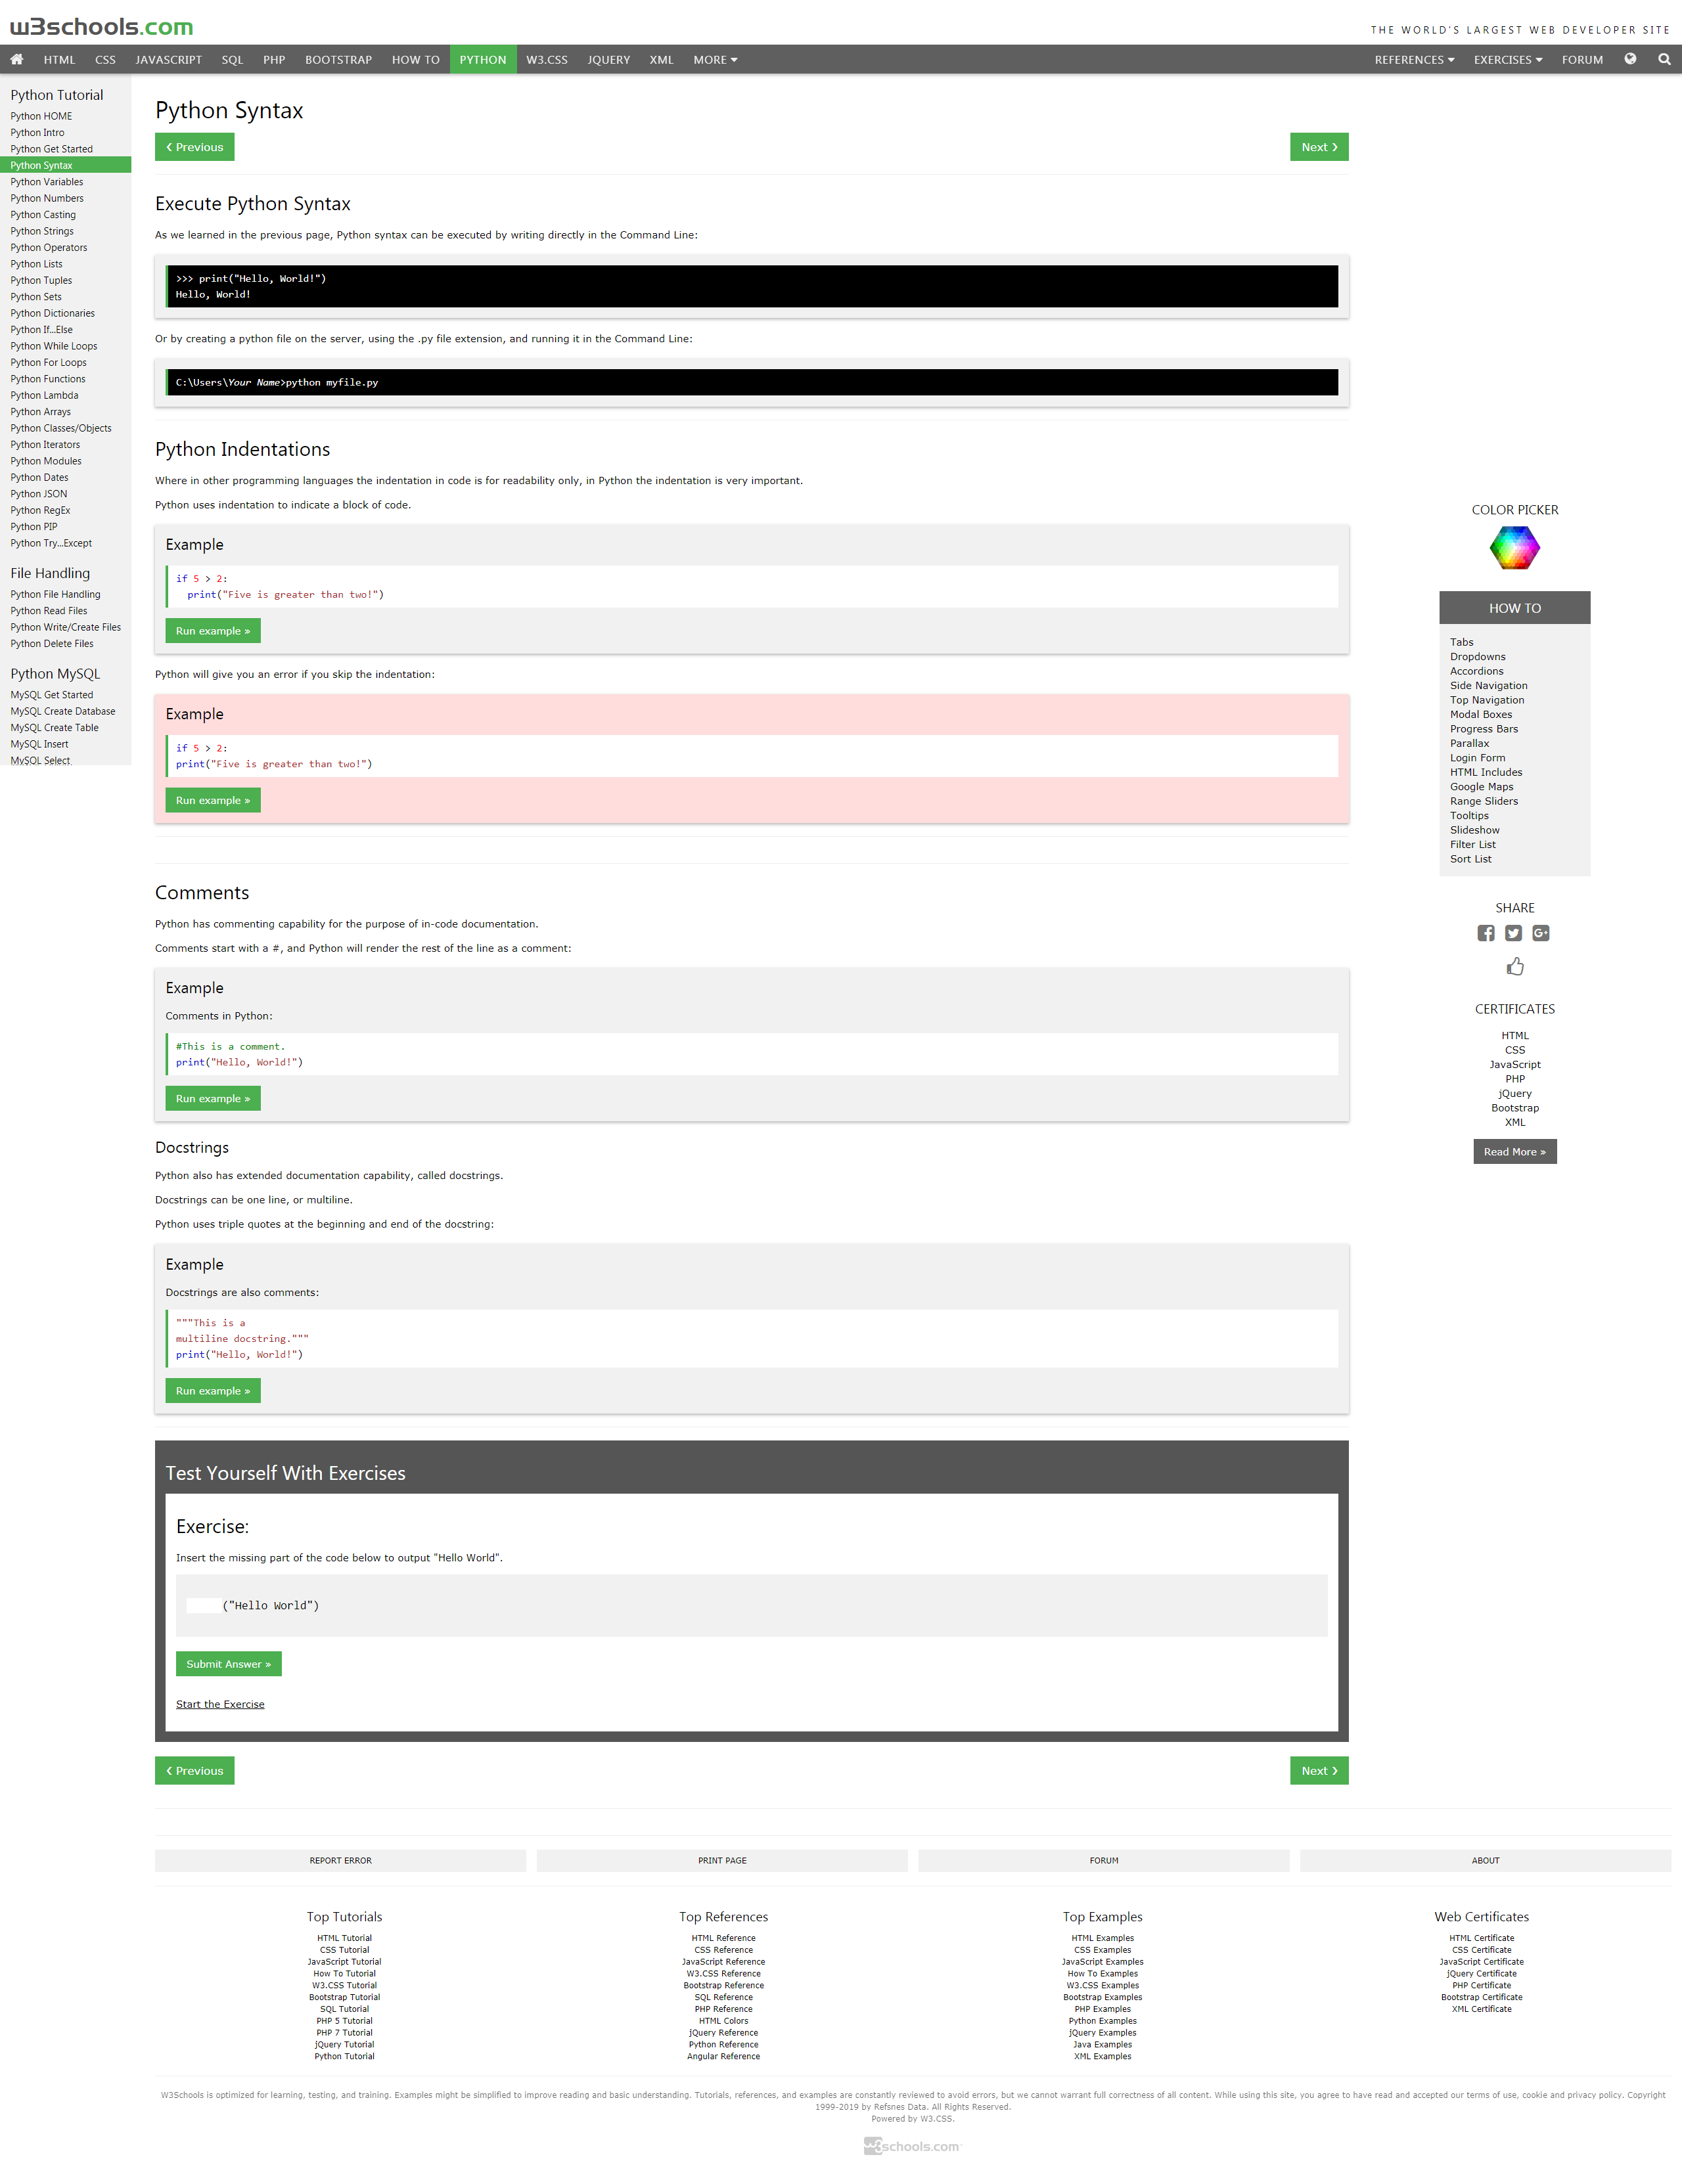 w3schools.com
THE WORLD'S LARGEST WEB DEVELOPER SITE
HTML CSS JAVASCRIPT SQL PHP BOOTSTRAP HOW TO PYTHON W3.CSS JQUERY XML MORE REFERENCES EXERCISES FORUM
Python Tutorial
Python HOME
Python Intro
Python Get Started
Python Syntax
Python Variables
Python Numbers
Python Casting
Python Strings
Python Operators
Python Lists
Python Tuples
Python Sets
Python Dictionaries
Python If...Else
Python While Loops
Python For Loops
Python Functions
Python Lambda
Python Arrays
Python Classes/Objects
Python Iterators
Python Modules
Python Dates
Python JSON
Python RegEx
Python PIP
Python Try...Except
File Handling
Python File Handling
Python Read Files
Python Write/Create Files
Python Delete Files
Python MySQL
MySQL Get Started
MySQL Create Database
MySQL Create Table
MySQL Insert
MySQL Select
Python Syntax
❮ Previous
Next ❯
Execute Python Syntax
As we learned in the previous page, Python syntax can be executed by writing directly in the Command Line:
>>> print("Hello, World!")
Hello, World!
Or by creating a python file on the server, using the .py file extension, and running it in the Command Line:
C:\Users\Your Name>python myfile.py
Python Indentations
Where in other programming languages the indentation in code is for readability only, in Python the indentation is very important.
Python uses indentation to indicate a block of code.
Example
if 5 > 2:
  print("Five is greater than two!")
Run example »
Python will give you an error if you skip the indentation:
Example
if 5 > 2:
print("Five is greater than two!")
Run example »
Comments
Python has commenting capability for the purpose of in-code documentation.
Comments start with a #, and Python will render the rest of the line as a comment:
Example
Comments in Python:
#This is a comment.
print("Hello, World!")
Run example »
Docstrings
Python also has extended documentation capability, called docstrings.
Docstrings can be one line, or multiline.
Python uses triple quotes at the beginning and end of the docstring:
Example
Docstrings are also comments:
"""This is a
multiline docstring."""
print("Hello, World!")
Run example »
Test Yourself With Exercises
Exercise:
Insert the missing part of the code below to output "Hello World".
("Hello World")
Submit Answer »
Start the Exercise
❮ Previous
Next ❯
COLOR PICKER
HOW TO
Tabs
Dropdowns
Accordions
Side Navigation
Top Navigation
Modal Boxes
Progress Bars
Parallax
Login Form
HTML Includes
Google Maps
Range Sliders
Tooltips
Slideshow
Filter List
Sort List
SHARE
CERTIFICATES
HTML
CSS
JavaScript
PHP
jQuery
Bootstrap
XML
Read More »
REPORT ERROR
PRINT PAGE
FORUM
ABOUT
Top Tutorials
HTML Tutorial
CSS Tutorial
JavaScript Tutorial
How To Tutorial
W3.CSS Tutorial
Bootstrap Tutorial
SQL Tutorial
PHP 5 Tutorial
PHP 7 Tutorial
jQuery Tutorial
Python Tutorial
Top References
HTML Reference
CSS Reference
JavaScript Reference
W3.CSS Reference
Bootstrap Reference
SQL Reference
PHP Reference
HTML Colors
jQuery Reference
Python Reference
Angular Reference
Top Examples
HTML Examples
CSS Examples
JavaScript Examples
How To Examples
W3.CSS Examples
Bootstrap Examples
PHP Examples
Python Examples
jQuery Examples
Java Examples
XML Examples
Web Certificates
HTML Certificate
CSS Certificate
JavaScript Certificate
jQuery Certificate
PHP Certificate
Bootstrap Certificate
XML Certificate
W3Schools is optimized for learning, testing, and training. Examples might be simplified to improve reading and basic understanding. Tutorials, references, and examples are constantly reviewed to avoid errors, but we cannot warrant full correctness of all content. While using this site, you agree to have read and accepted our terms of use, cookie and privacy policy. Copyright
1999-2019 by Refsnes Data. All Rights Reserved.
Powered by W3.CSS.
w3schools.com